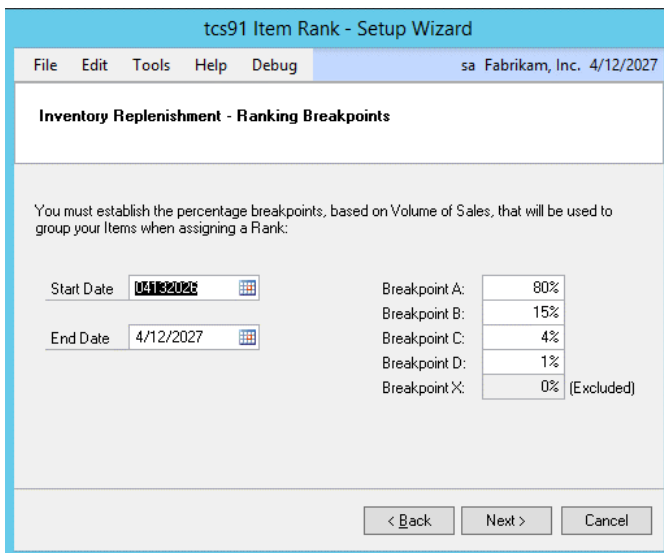 tcs91 Item Rank - Setup Wizard
File Edit Tools Help Debug sa Fabrikam, Inc. 4/12/2027
Inventory Replenishment - Ranking Breakpoints
You must establish the percentage breakpoints, based on Volume of Sales, that will be used to
group your Items when assigning a Rank:
Start Date 04132026 Breakpoint A: 80%
Breakpoint B: 15%
End Date 4/12/2027 Breakpoint C: 4%
Breakpoint D: 1%
Breakpoint X: 0% (Excluded)
< Back Next > Cancel